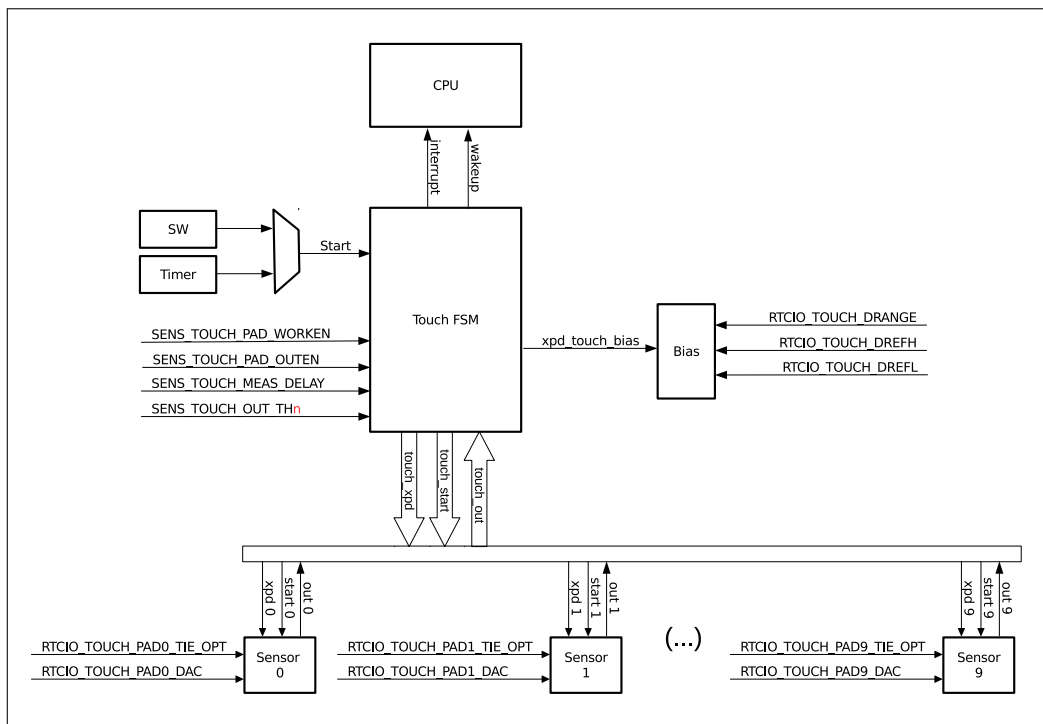 CPU
interrupt
wakeup
SW
Timer
Start
Touch FSM
SENS_TOUCH_PAD_WORKEN
SENS_TOUCH_PAD_OUTEN
SENS_TOUCH_MEAS_DELAY
SENS_TOUCH_OUT_THn
xpd_touch_bias
Bias
RTCIO_TOUCH_DRANGE
RTCIO_TOUCH_DREFH
RTCIO_TOUCH_DREFL
touch_xpd
touch_start
touch_out
xpd 0
start 0
out 0
xpd 1
start 1
out 1
xpd 9
start 9
out 9
RTCIO_TOUCH_PAD0_TIE_OPT
RTCIO_TOUCH_PAD0_DAC
Sensor
0
RTCIO_TOUCH_PAD1_TIE_OPT
RTCIO_TOUCH_PAD1_DAC
Sensor
1
(...)
RTCIO_TOUCH_PAD9_TIE_OPT
RTCIO_TOUCH_PAD9_DAC
Sensor
9